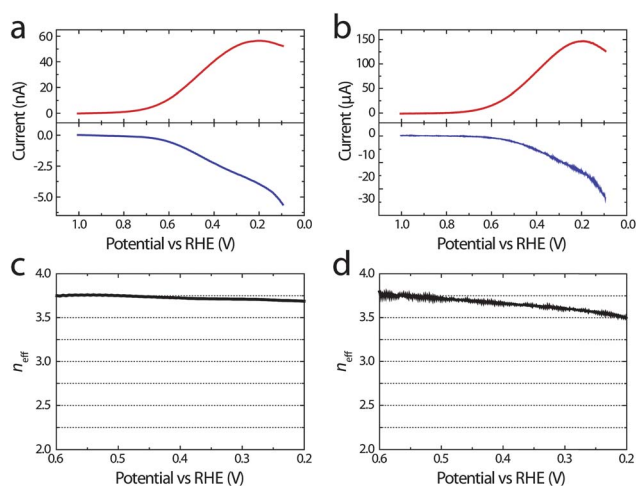 a
60
40
20
0
0.0
-2.5
-5.0
Current (nA)
1.0 0.8 0.6 0.4 0.2 0.0
Potential vs RHE (V)
b
150
100
50
0
0
-10
-20
-30
Current (μA)
1.0 0.8 0.6 0.4 0.2 0.0
Potential vs RHE (V)
c
4.0
3.5
3.0
2.5
2.0
neff
0.6 0.5 0.4 0.3 0.2
Potential vs RHE (V)
d
4.0
3.5
3.0
2.5
2.0
neff
0.6 0.5 0.4 0.3 0.2
Potential vs RHE (V)